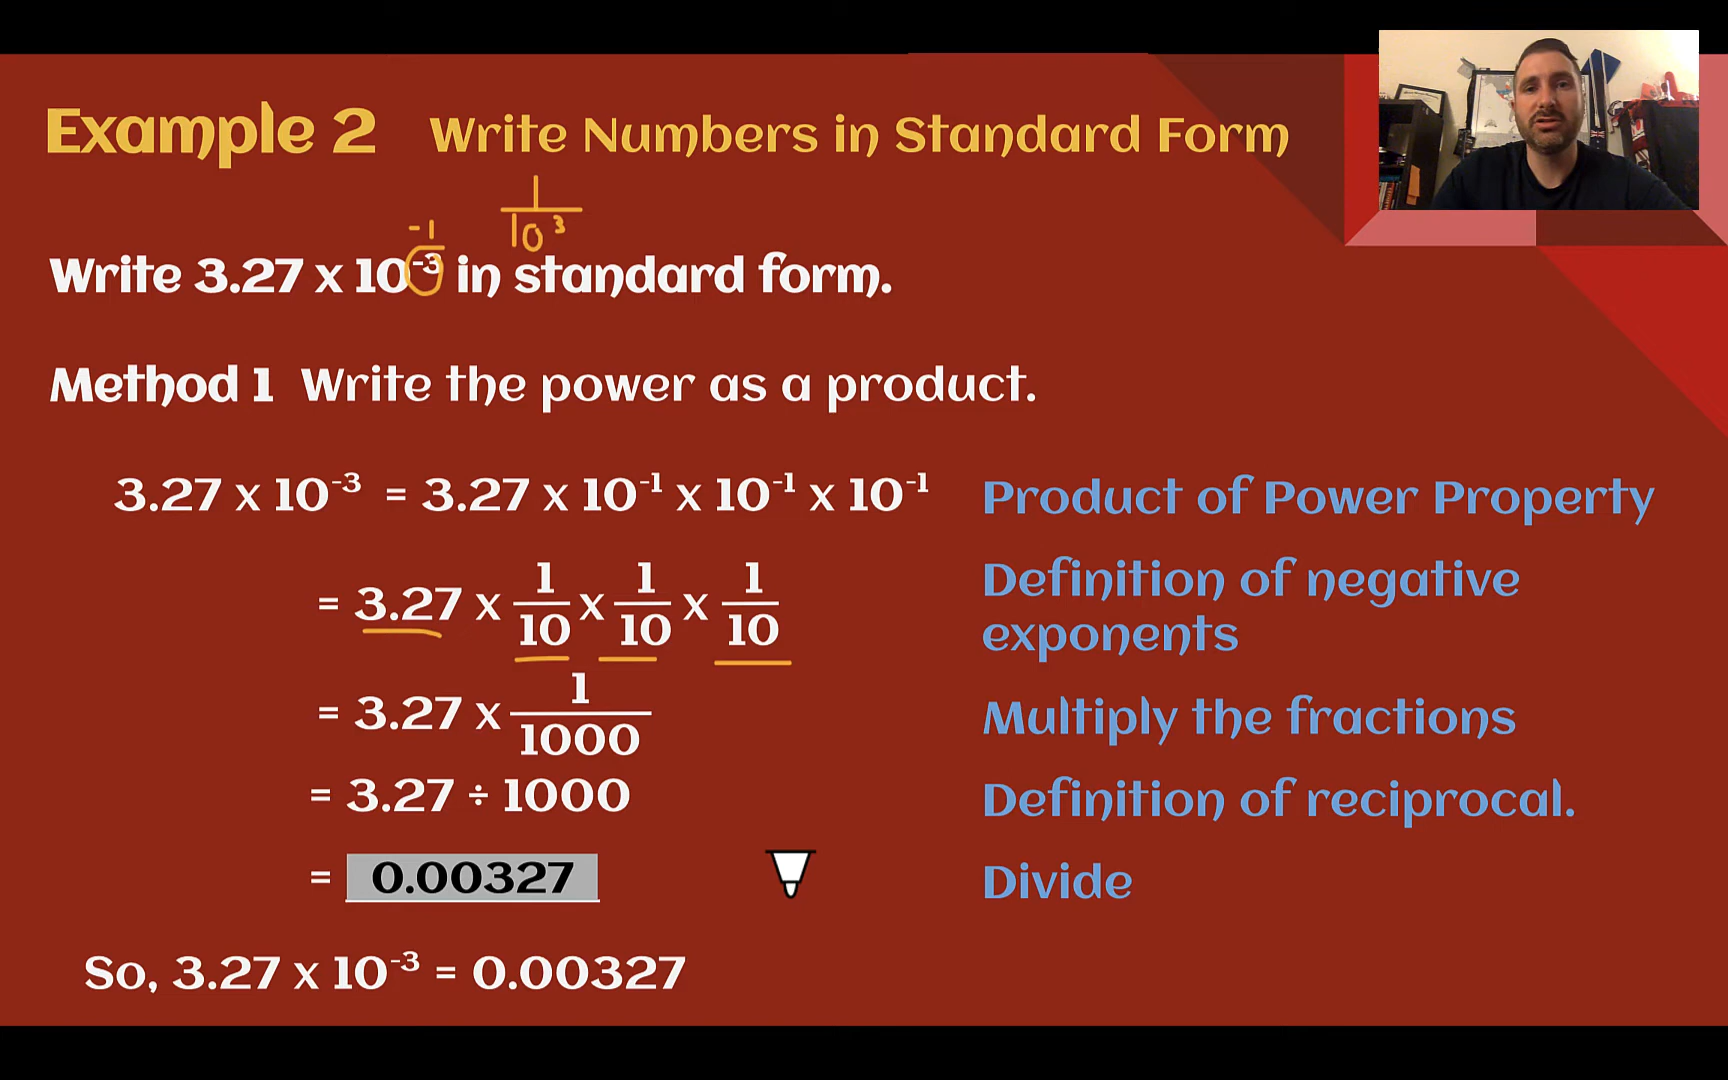 Example 2 Write Numbers in Standard Form
1
10³
-1
Write 3.27 x 10⁻³ in standard form.
Method 1 Write the power as a product.
3.27 x 10⁻³ = 3.27 x 10⁻¹ x 10⁻¹ x 10⁻¹ Product of Power Property
= 3.27 x 1/10 x 1/10 x 1/10 Definition of negative
exponents
= 3.27 x 1/1000 Multiply the fractions
= 3.27 ÷ 1000 Definition of reciprocal.
= 0.00327 Divide
So, 3.27 x 10⁻³ = 0.00327